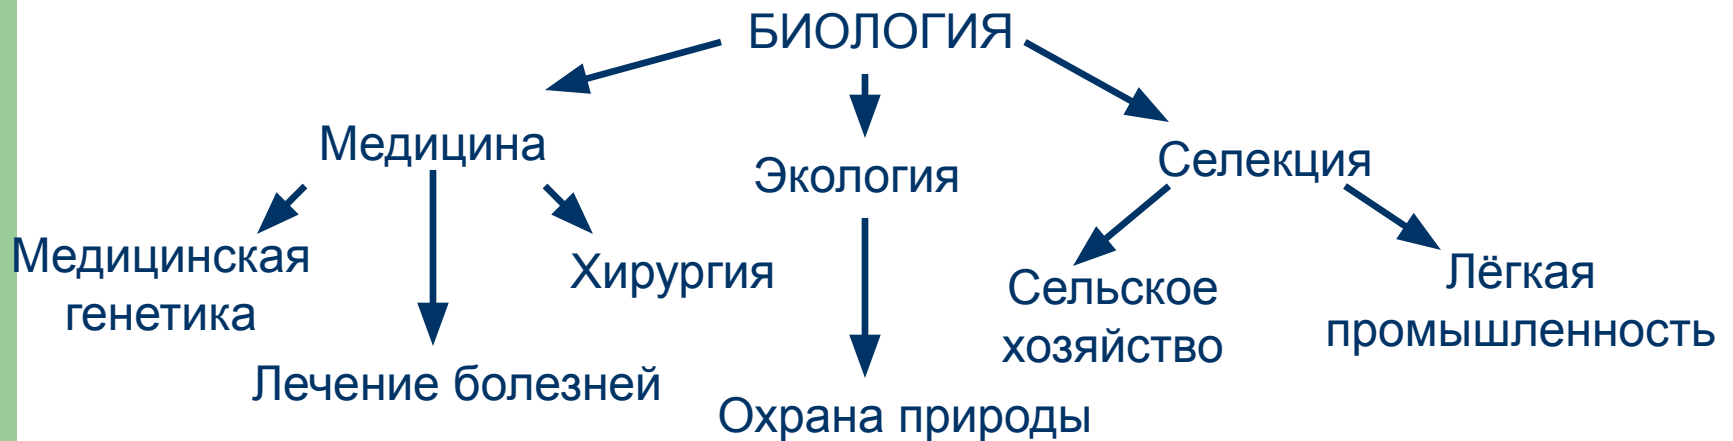 БИОЛОГИЯ
Медицина
Экология
Селекция
Медицинская
генетика
Хирургия
Сельское
хозяйство
Лёгкая
промышленность
Лечение болезней
Охрана природы